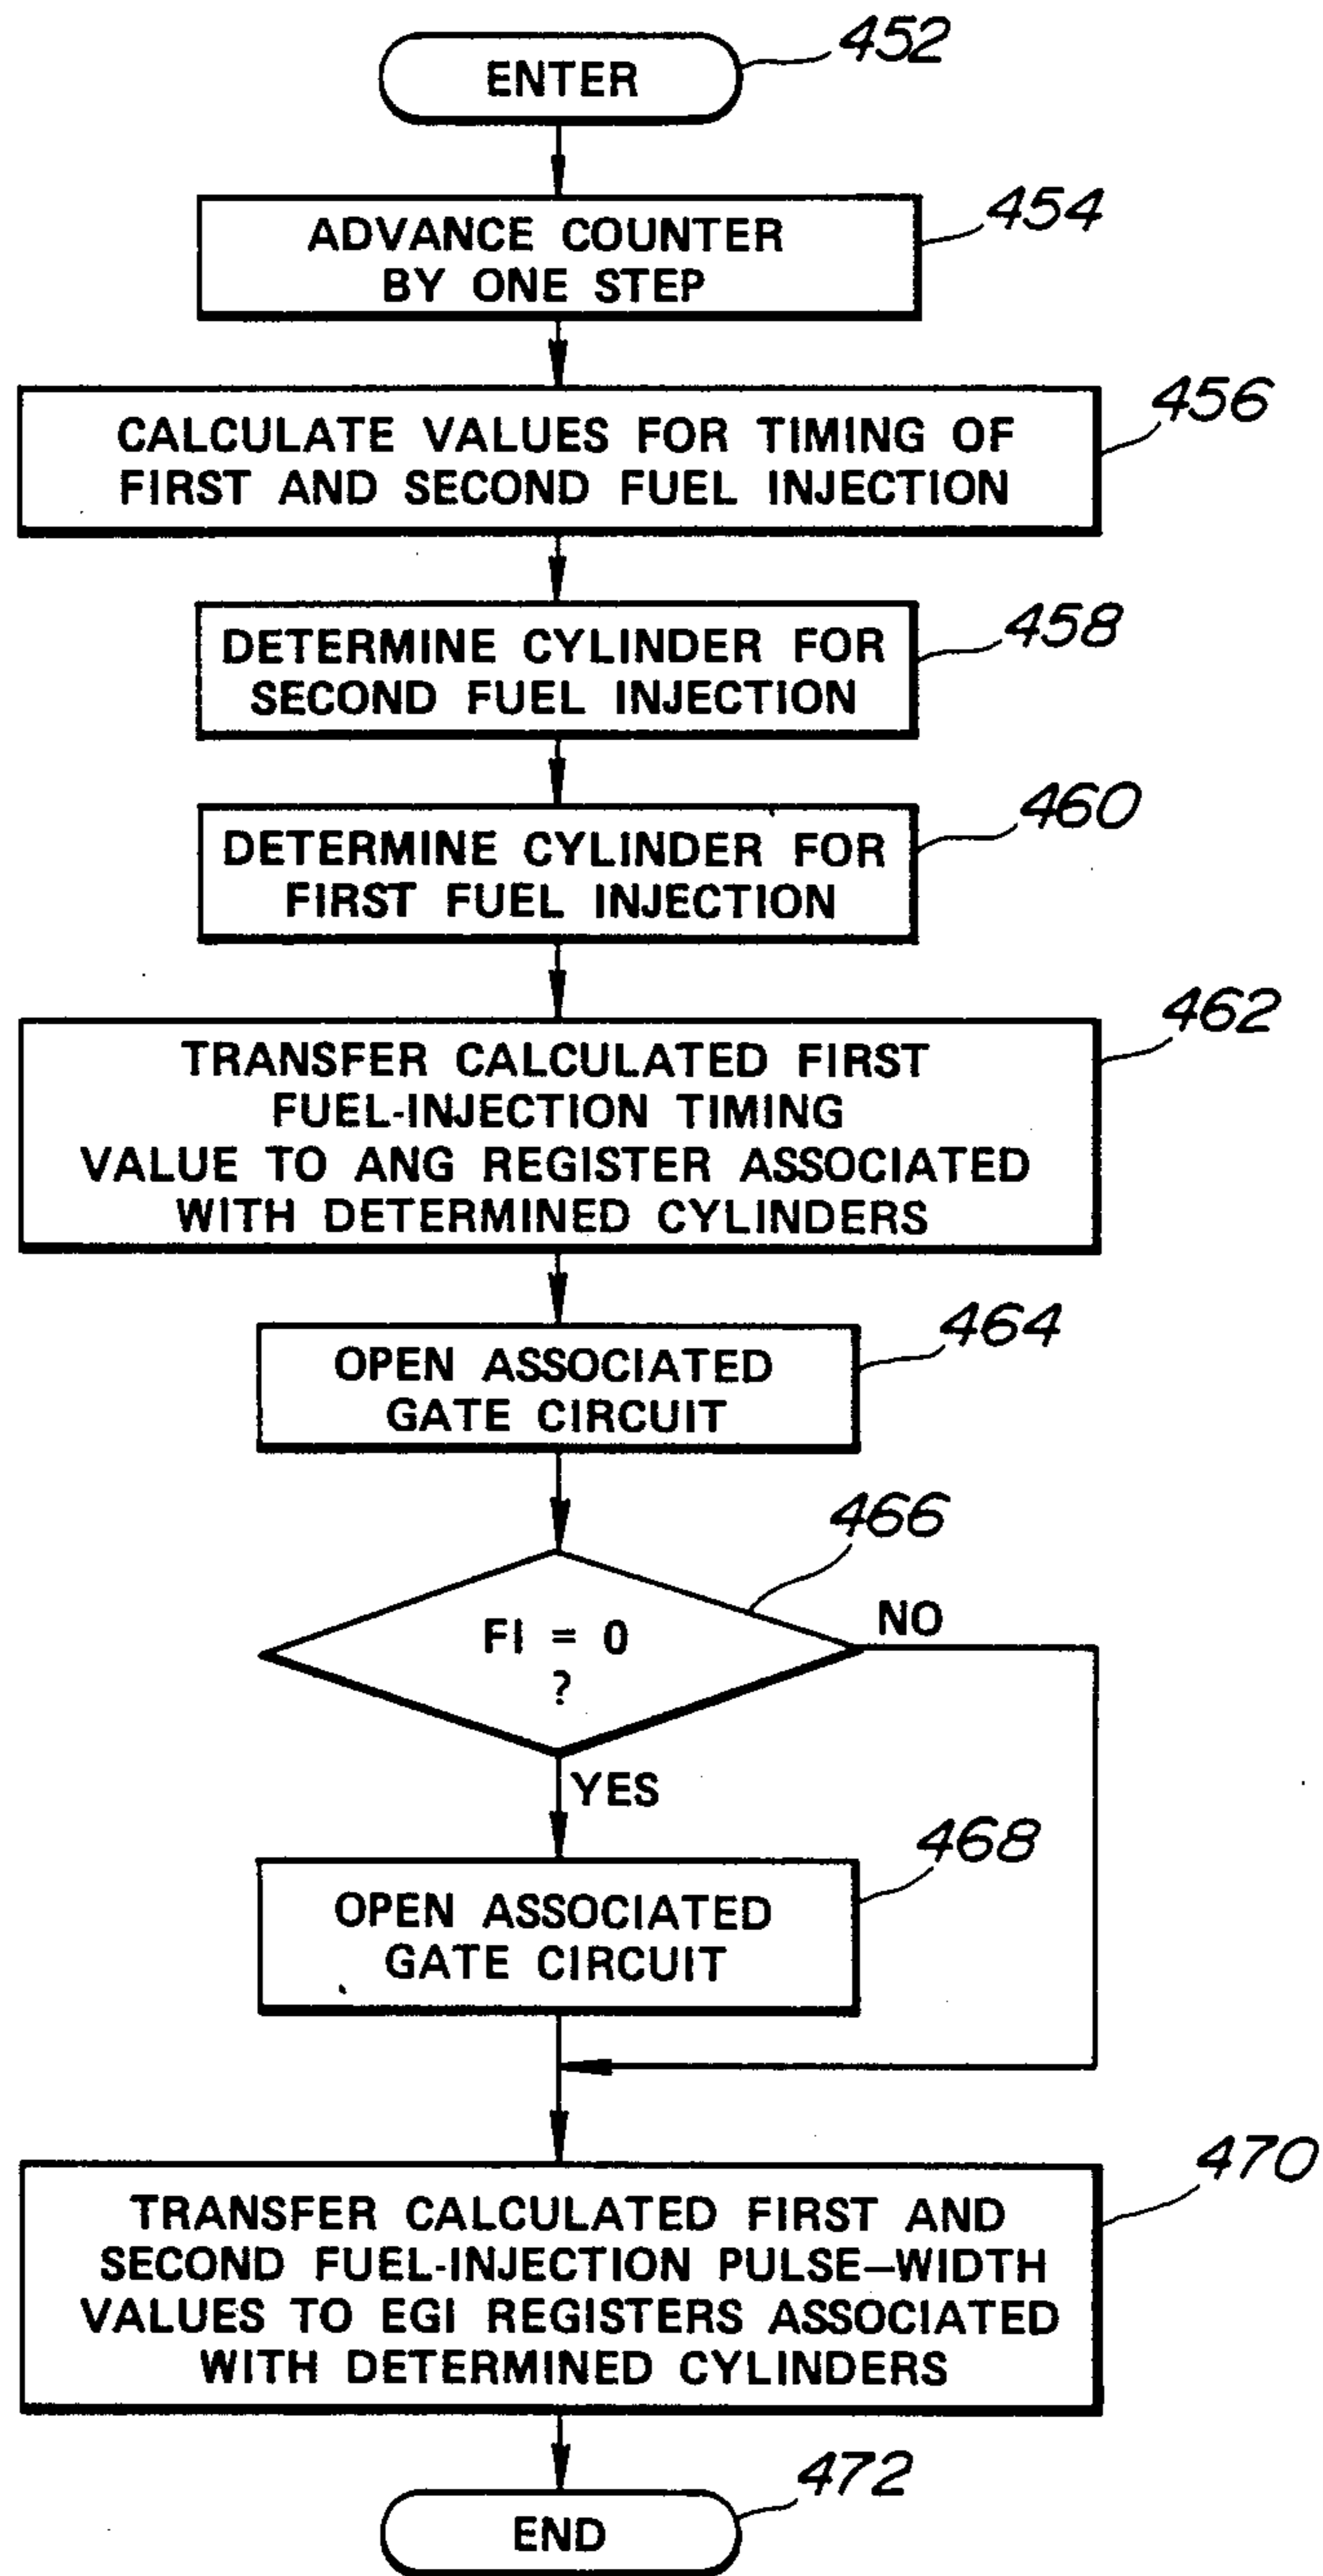 452
ENTER
454
ADVANCE COUNTER
BY ONE STEP
456
CALCULATE VALUES FOR TIMING OF
FIRST AND SECOND FUEL INJECTION
458
DETERMINE CYLINDER FOR
SECOND FUEL INJECTION
460
DETERMINE CYLINDER FOR
FIRST FUEL INJECTION
462
TRANSFER CALCULATED FIRST
FUEL-INJECTION TIMING
VALUE TO ANG REGISTER ASSOCIATED
WITH DETERMINED CYLINDERS
464
OPEN ASSOCIATED
GATE CIRCUIT
466
NO
FI = 0
?
YES
468
OPEN ASSOCIATED
GATE CIRCUIT
470
TRANSFER CALCULATED FIRST AND
SECOND FUEL-INJECTION PULSE—WIDTH
VALUES TO EGI REGISTERS ASSOCIATED
WITH DETERMINED CYLINDERS
472
END